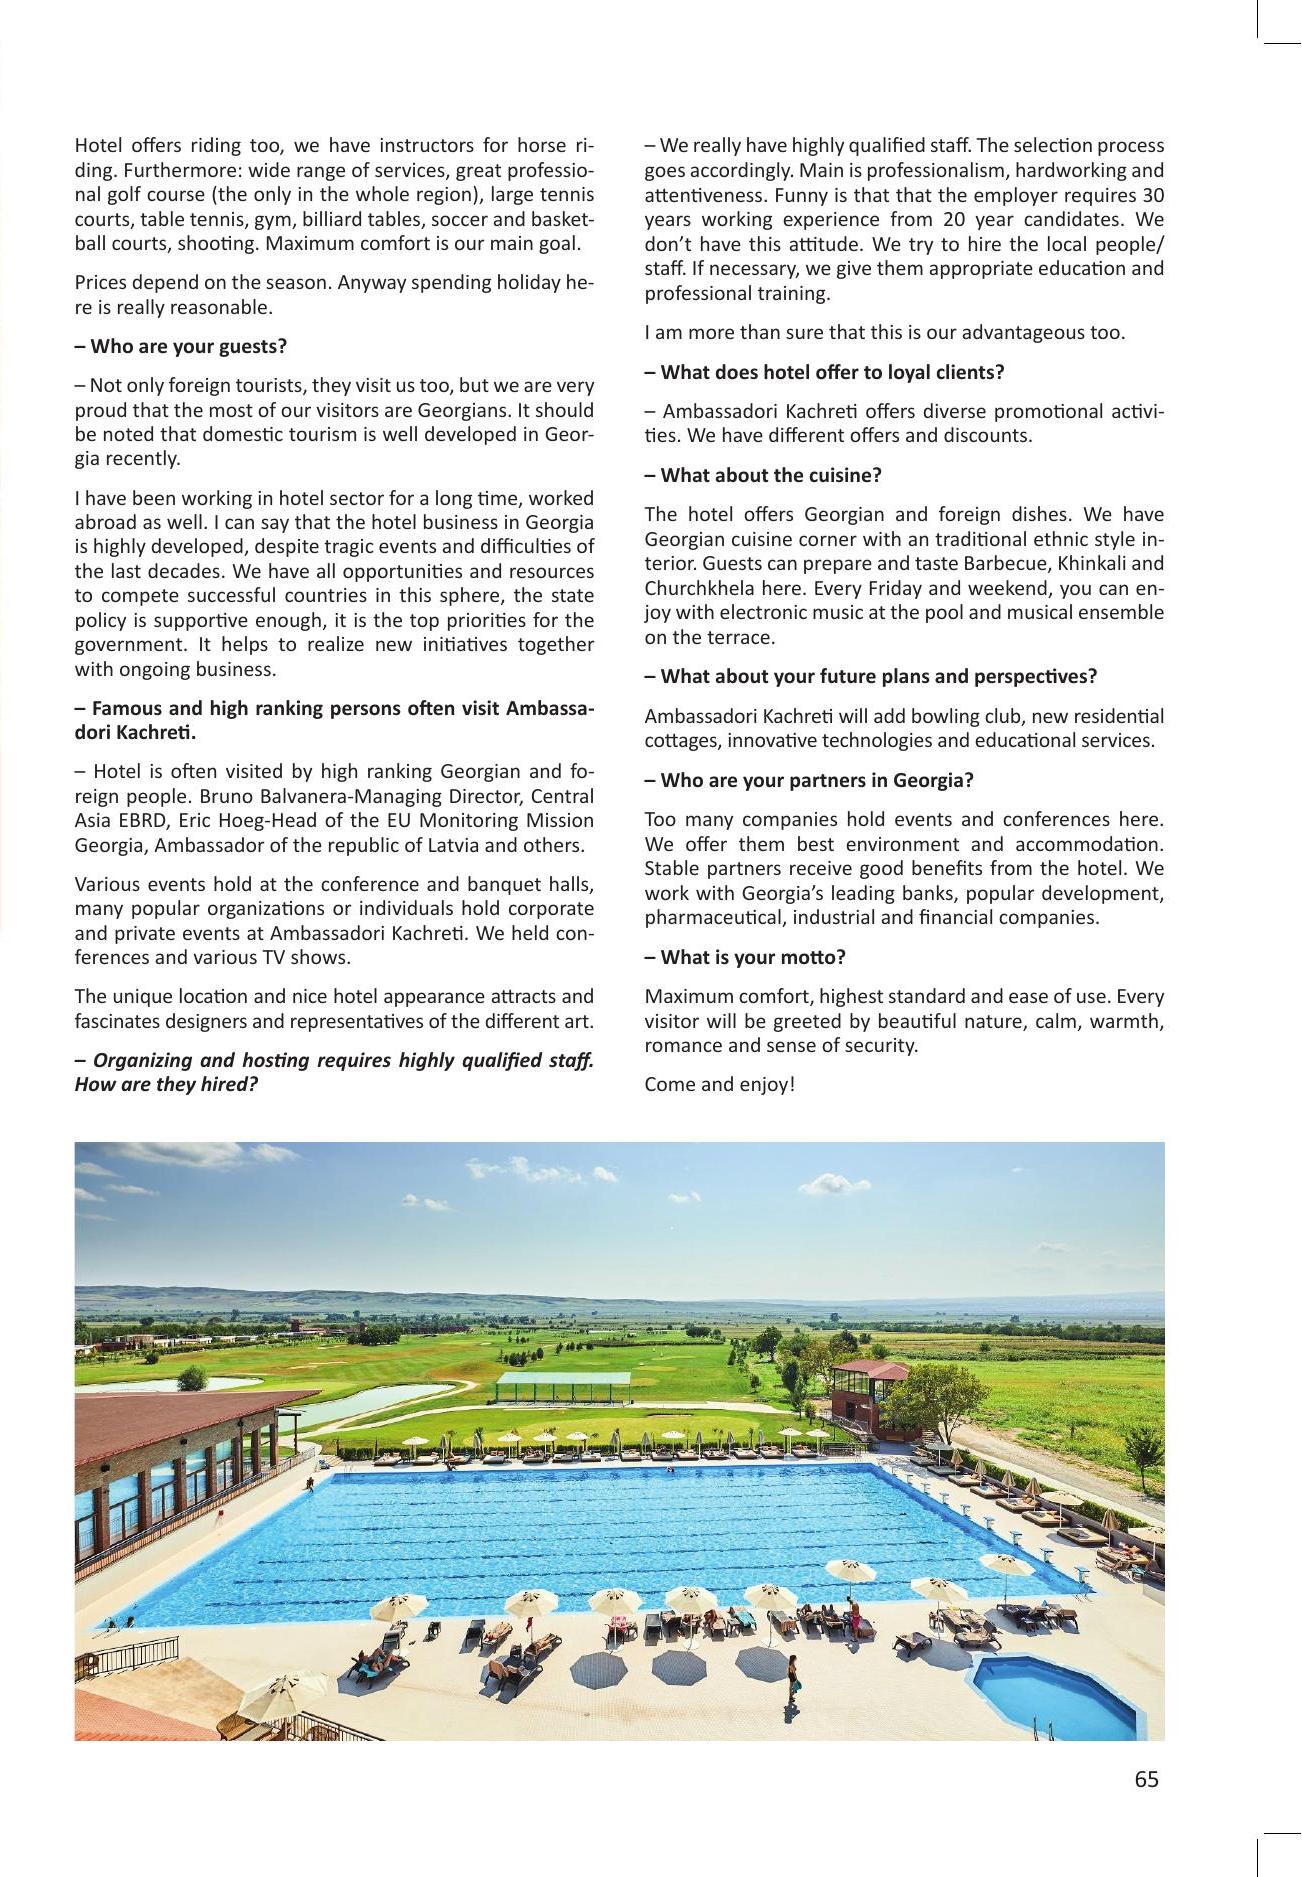 Hotel offers riding too, we have instructors for horse ri-
ding. Furthermore: wide range of services, great professio-
nal golf course (the only in the whole region), large tennis
courts, table tennis, gym, billiard tables, soccer and basket-
ball courts, shooting. Maximum comfort is our main goal.
Prices depend on the season. Anyway spending holiday he-
re is really reasonable.
– Who are your guests?
– Not only foreign tourists, they visit us too, but we are very
proud that the most of our visitors are Georgians. It should
be noted that domestic tourism is well developed in Geor-
gia recently.
I have been working in hotel sector for a long time, worked
abroad as well. I can say that the hotel business in Georgia
is highly developed, despite tragic events and difficulties of
the last decades. We have all opportunities and resources
to compete successful countries in this sphere, the state
policy is supportive enough, it is the top priorities for the
government. It helps to realize new initiatives together
with ongoing business.
– Famous and high ranking persons often visit Ambassa-
dori Kachreti.
– Hotel is often visited by high ranking Georgian and fo-
reign people. Bruno Balvanera-Managing Director, Central
Asia EBRD, Eric Hoeg-Head of the EU Monitoring Mission
Georgia, Ambassador of the republic of Latvia and others.
Various events hold at the conference and banquet halls,
many popular organizations or individuals hold corporate
and private events at Ambassadori Kachreti. We held con-
ferences and various TV shows.
The unique location and nice hotel appearance attracts and
fascinates designers and representatives of the different art.
– Organizing and hosting requires highly qualified staff.
How are they hired?
– We really have highly qualified staff. The selection process
goes accordingly. Main is professionalism, hardworking and
attentiveness. Funny is that that the employer requires 30
years working experience from 20 year candidates. We
don’t have this attitude. We try to hire the local people/
staff. If necessary, we give them appropriate education and
professional training.
I am more than sure that this is our advantageous too.
– What does hotel offer to loyal clients?
– Ambassadori Kachreti offers diverse promotional activi-
ties. We have different offers and discounts.
– What about the cuisine?
The hotel offers Georgian and foreign dishes. We have
Georgian cuisine corner with an traditional ethnic style in-
terior. Guests can prepare and taste Barbecue, Khinkali and
Churchkhela here. Every Friday and weekend, you can en-
joy with electronic music at the pool and musical ensemble
on the terrace.
– What about your future plans and perspectives?
Ambassadori Kachreti will add bowling club, new residential
cottages, innovative technologies and educational services.
– Who are your partners in Georgia?
Too many companies hold events and conferences here.
We offer them best environment and accommodation.
Stable partners receive good benefits from the hotel. We
work with Georgia’s leading banks, popular development,
pharmaceutical, industrial and financial companies.
– What is your motto?
Maximum comfort, highest standard and ease of use. Every
visitor will be greeted by beautiful nature, calm, warmth,
romance and sense of security.
Come and enjoy!
65